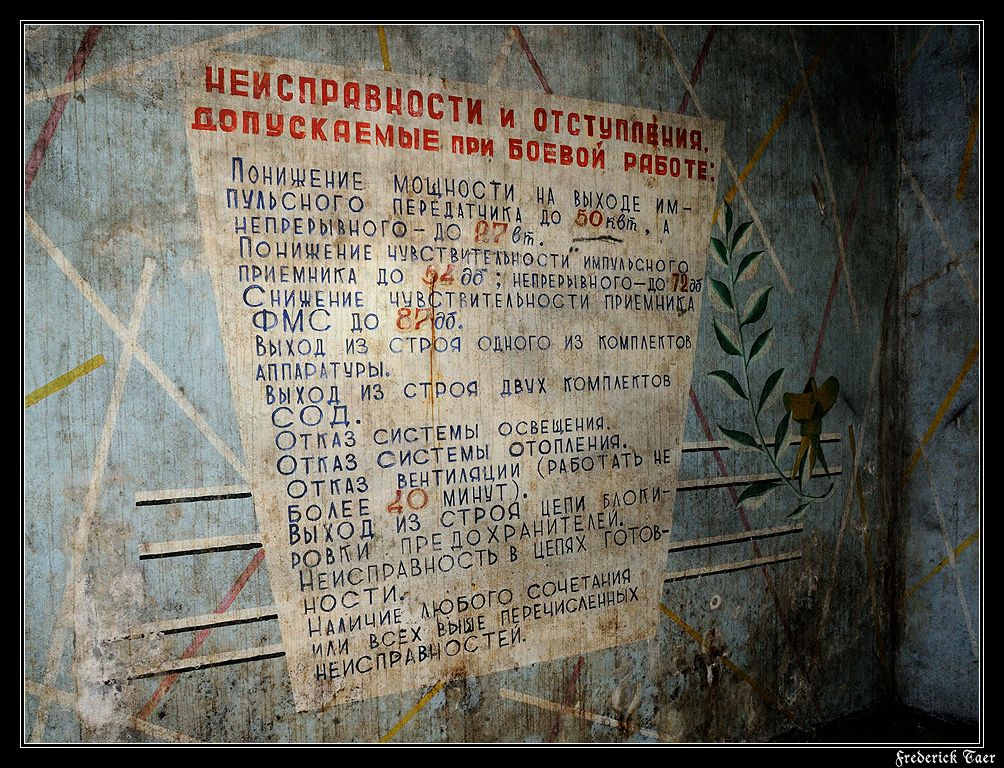 НЕИСПРАВНОСТИ И ОТСТУПЛЕНИЯ,
ДОПУСКАЕМЫЕ ПРИ БОЕВОЙ РАБОТЕ:
ПОНИЖЕНИЕ МОЩНОСТИ НА ВЫХОДЕ ИМ-
ПУЛЬСНОГО ПЕРЕДАТЧИКА ДО 50 кВт, А
НЕПРЕРЫВНОГО - ДО 27 вт.
ПОНИЖЕНИЕ ЧУВСТВИТЕЛЬНОСТИ ИМПУЛЬСНОГО
ПРИЕМНИКА ДО 64 дб; НЕПРЕРЫВНОГО - ДО 72 дб
СНИЖЕНИЕ ЧУВСТВИТЕЛЬНОСТИ ПРИЕМНИКА
ФМС ДО 87 дб.
ВЫХОД ИЗ СТРОЯ ОДНОГО ИЗ КОМПЛЕКТОВ
АППАРАТУРЫ.
ВЫХОД ИЗ СТРОЯ ДВУХ КОМПЛЕКТОВ
СОД.
ОТКАЗ СИСТЕМЫ ОСВЕЩЕНИЯ.
ОТКАЗ СИСТЕМЫ ОТОПЛЕНИЯ.
ОТКАЗ ВЕНТИЛЯЦИИ (РАБОТАТЬ НЕ
БОЛЕЕ 20 МИНУТ).
ВЫХОД ИЗ СТРОЯ ЦЕПИ БЛОКИ-
РОВКИ ПРЕДОХРАНИТЕЛЕЙ.
НЕИСПРАВНОСТЬ В ЦЕПЯХ ГОТОВ-
НОСТИ.
НАЛИЧИЕ ЛЮБОГО СОЧЕТАНИЯ
ИЛИ ВСЕХ ВЫШЕ ПЕРЕЧИСЛЕННЫХ
НЕИСПРАВНОСТЕЙ.
Frederick Taer